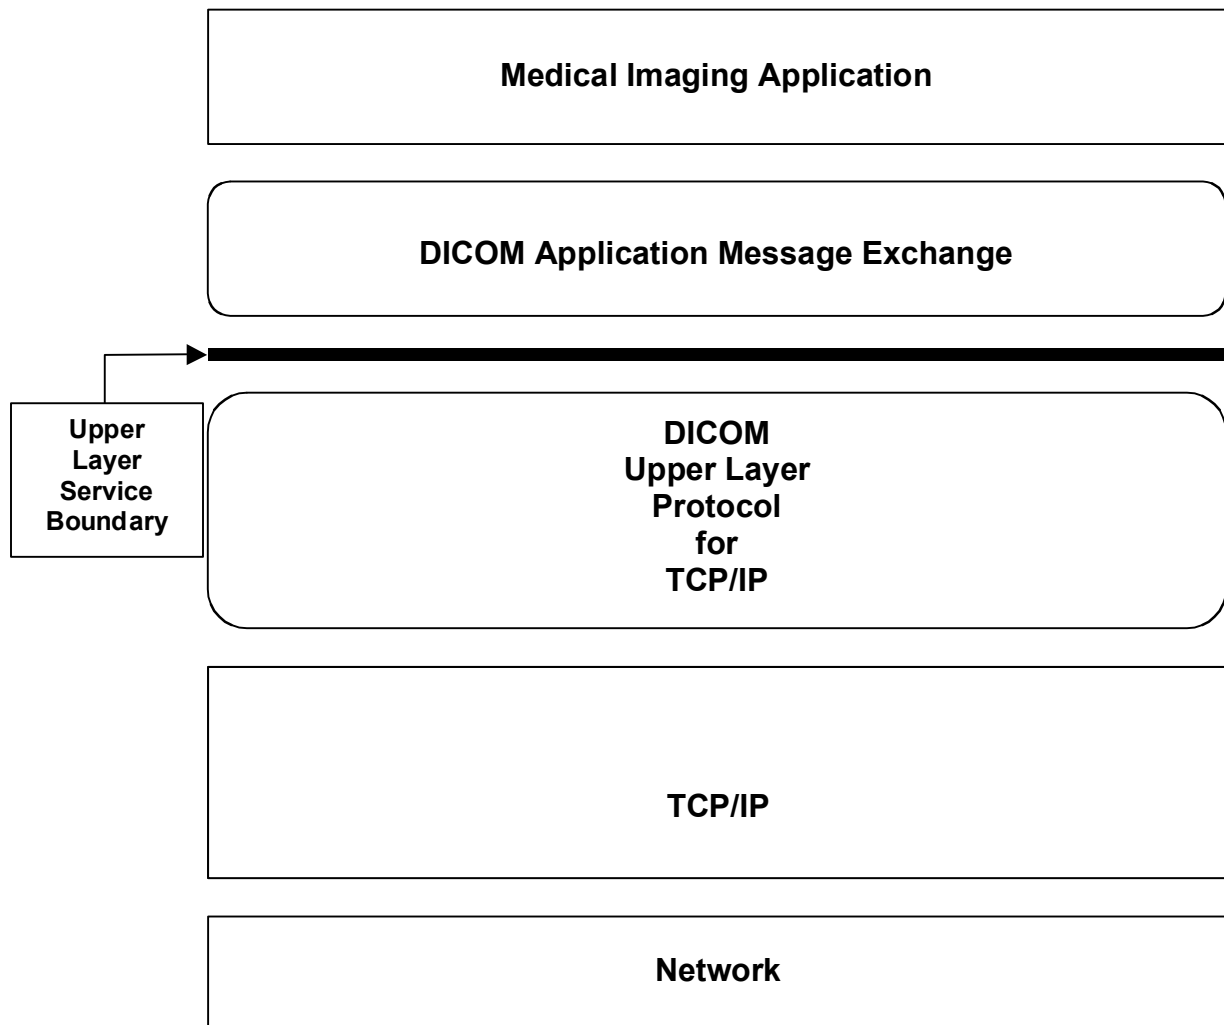 Medical Imaging Application
DICOM Application Message Exchange
Upper
Layer
Service
Boundary
DICOM
Upper Layer
Protocol
for
TCP/IP
TCP/IP
Network